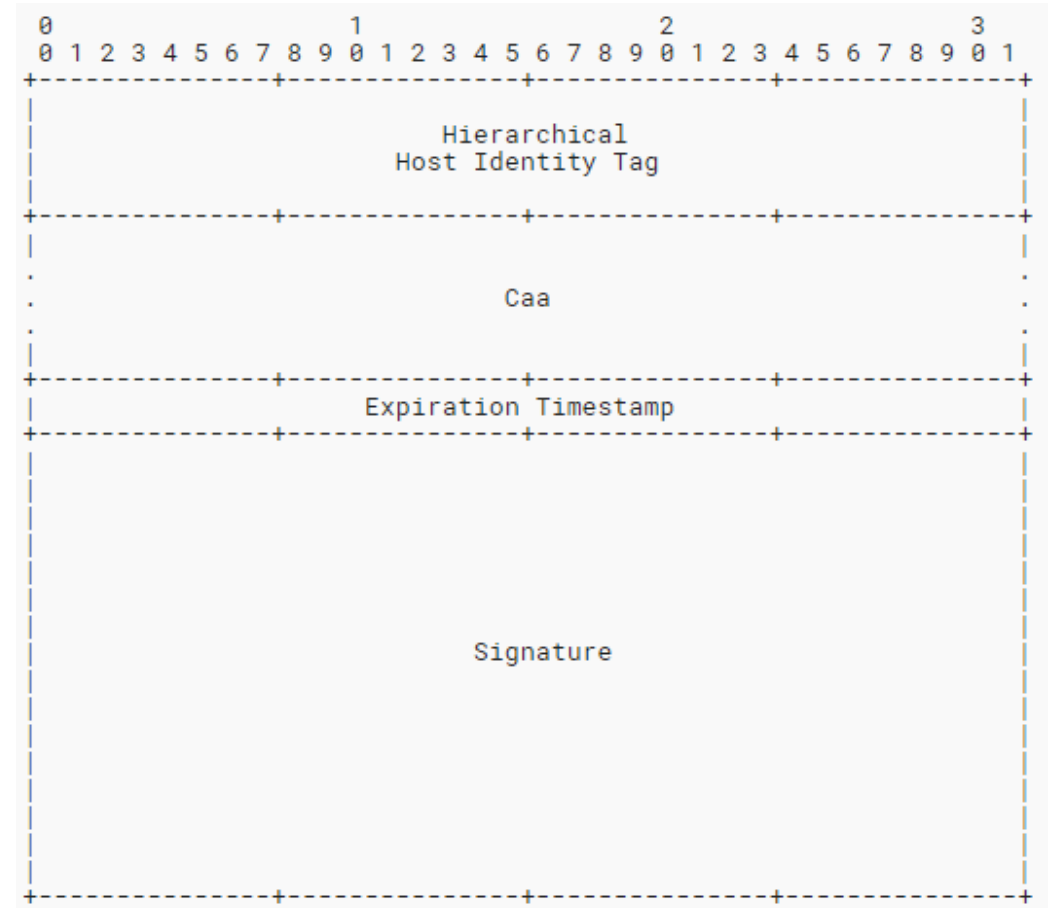 0 1 2 3
0 1 2 3 4 5 6 7 8 9 0 1 2 3 4 5 6 7 8 9 0 1 2 3 4 5 6 7 8 9 0 1
Hierarchical
Host Identity Tag
Caa
Expiration Timestamp
Signature